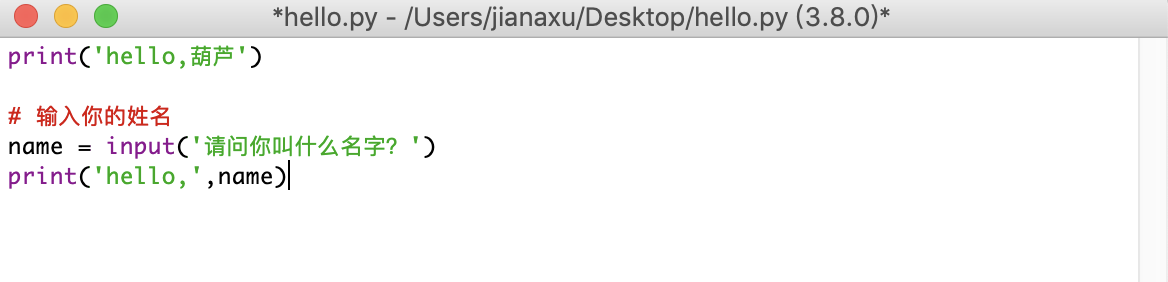 *hello.py - /Users/jianaxu/Desktop/hello.py (3.8.0)*
print('hello,葫芦')
# 输入你的姓名
name = input('请问你叫什么名字？')
print('hello,',name)